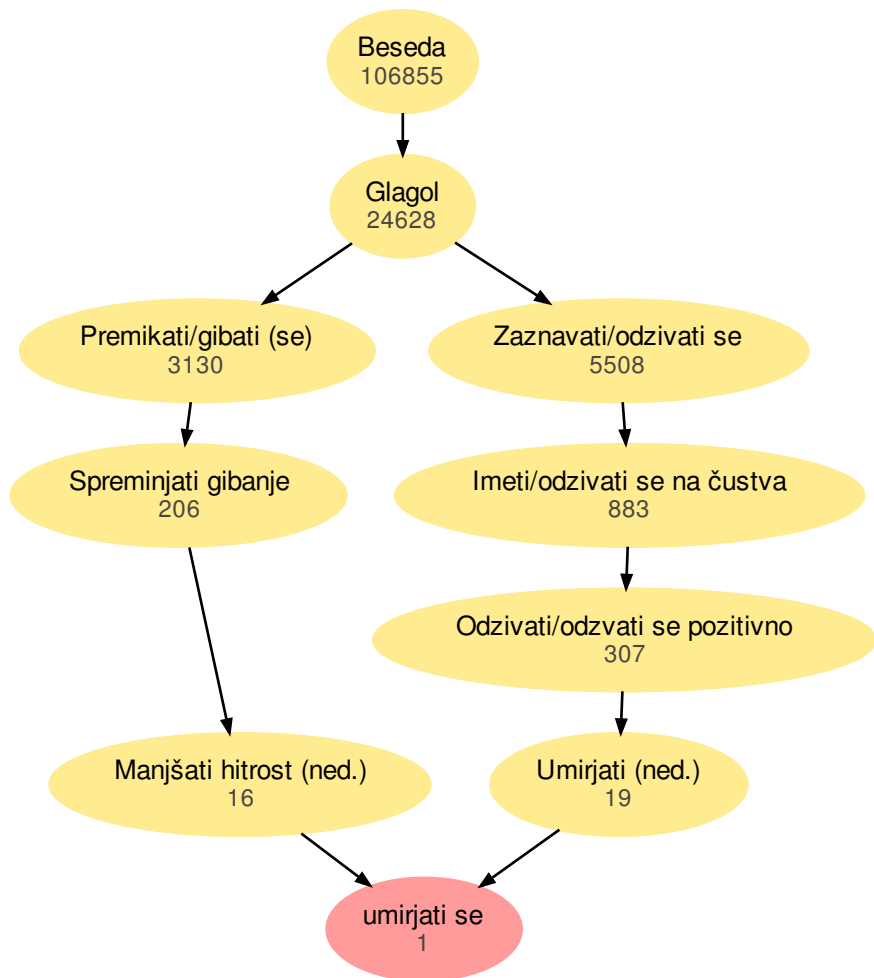 Beseda
106855
Glagol
24628
Premikati/gibati (se)
3130
Zaznavati/odzivati se
5508
Spreminjati gibanje
206
Imeti/odzivati se na čustva
883
Odzivati/odzvati se pozitivno
307
Manjšati hitrost (ned.)
16
Umirjati (ned.)
19
umirjati se
1